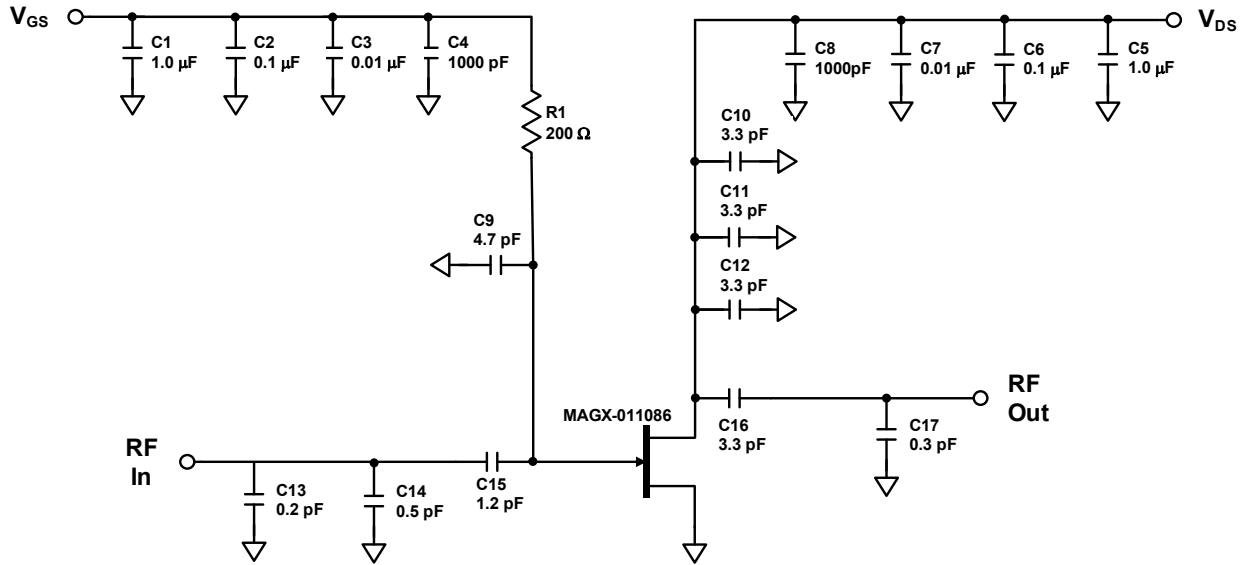 V_GS
C1
1.0 µF
C2
0.1 µF
C3
0.01 µF
C4
1000 pF
R1
200 Ω
C9
4.7 pF
V_DS
C8
1000pF
C7
0.01 µF
C6
0.1 µF
C5
1.0 µF
C10
3.3 pF
C11
3.3 pF
C12
3.3 pF
MAGX-011086
C16
3.3 pF
RF
Out
C17
0.3 pF
RF
In
C13
0.2 pF
C14
0.5 pF
C15
1.2 pF